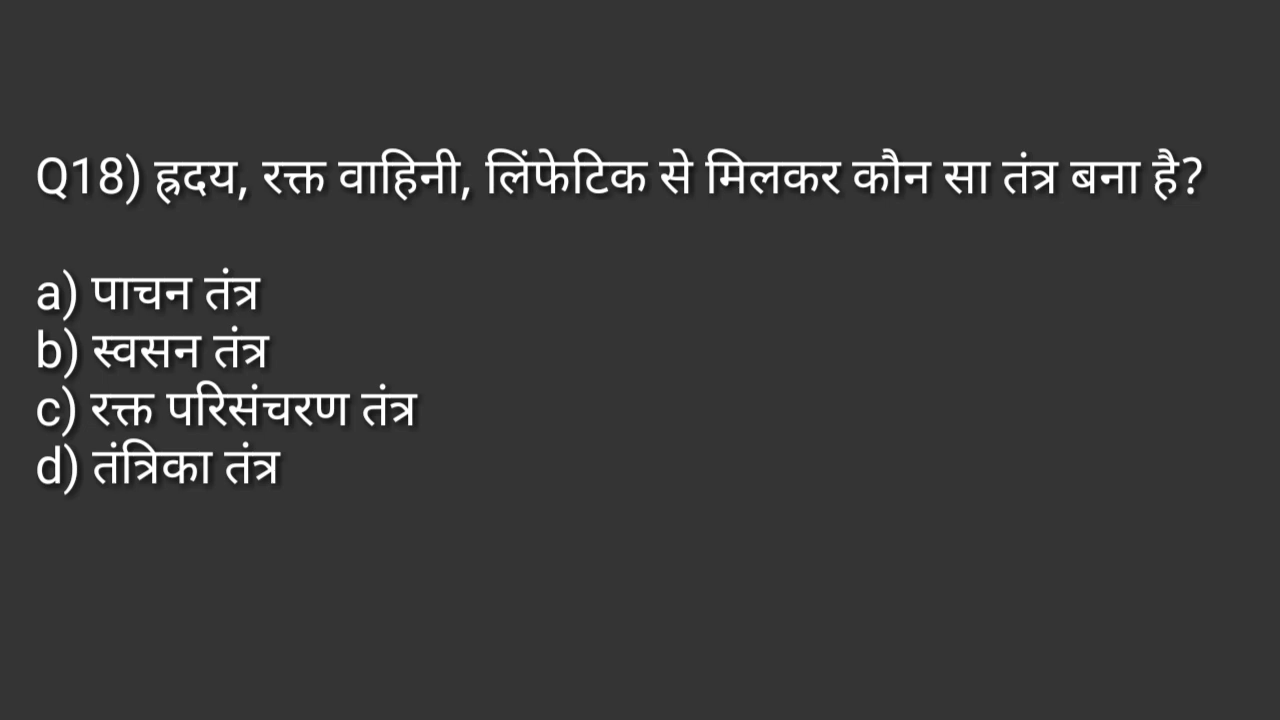 Q18) ह्रदय, रक्त वाहिनी, लिंफेटिक से मिलकर कौन सा तंत्र बना है?
a) पाचन तंत्र
b) स्वसन तंत्र
c) रक्त परिसंचरण तंत्र
d) तंत्रिका तंत्र